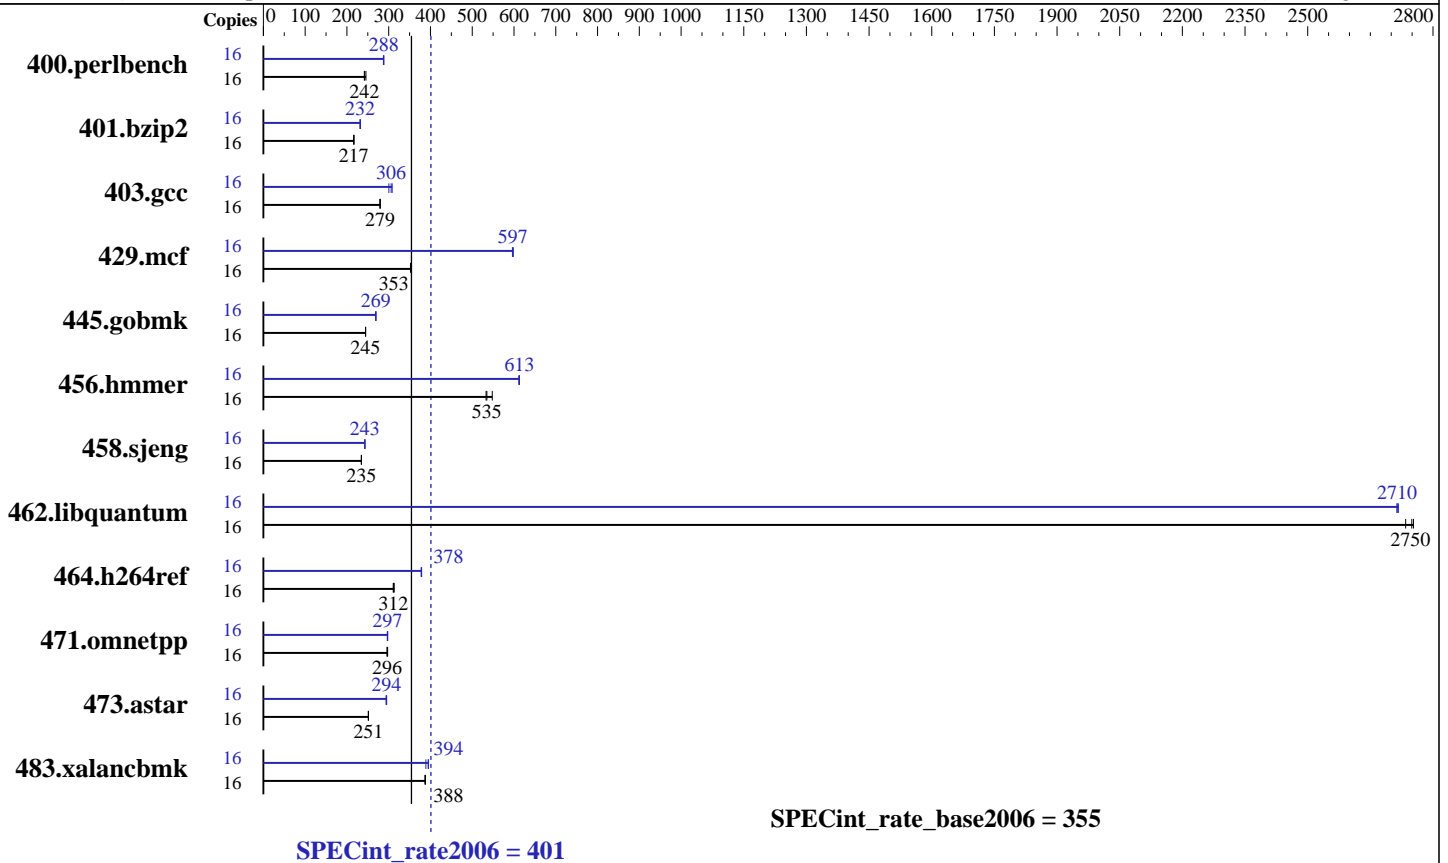 Copies 0 100 200 300 400 500 600 700 800 900 1000 1150 1300 1450 1600 1750 1900 2050 2200 2350 2500 2800
400.perlbench 16 288
16 242
401.bzip2 16 232
16 217
403.gcc 16 306
16 279
429.mcf 16 597
16 353
445.gobmk 16 269
16 245
456.hmmer 16 613
16 535
458.sjeng 16 243
16 235
462.libquantum 16 2710
16 2750
464.h264ref 16 378
16 312
471.omnetpp 16 297
16 296
473.astar 16 294
16 251
483.xalancbmk 16 394
16 388
SPECint_rate_base2006 = 355
SPECint_rate2006 = 401